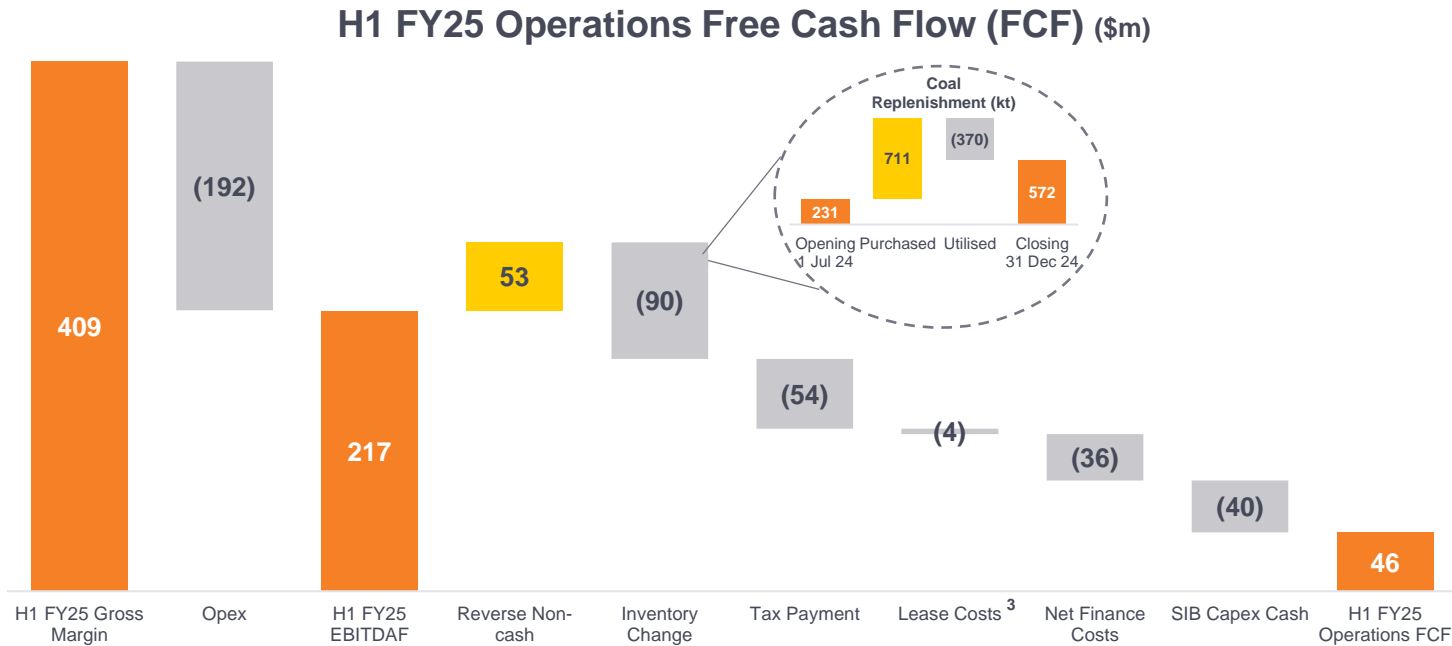 H1 FY25 Operations Free Cash Flow (FCF) ($m)
Coal
Replenishment (kt)
(370)
711
231
572
Opening Purchased Utilised Closing
1 Jul 24 31 Dec 24
(192)
53
(90)
409
(54)
(4)
217
(36)
(40)
46
H1 FY25 Gross Opex H1 FY25 Reverse Non- Inventory Tax Payment Lease Costs 3 Net Finance SIB Capex Cash H1 FY25
Margin EBITDAF cash Change Costs Operations FCF